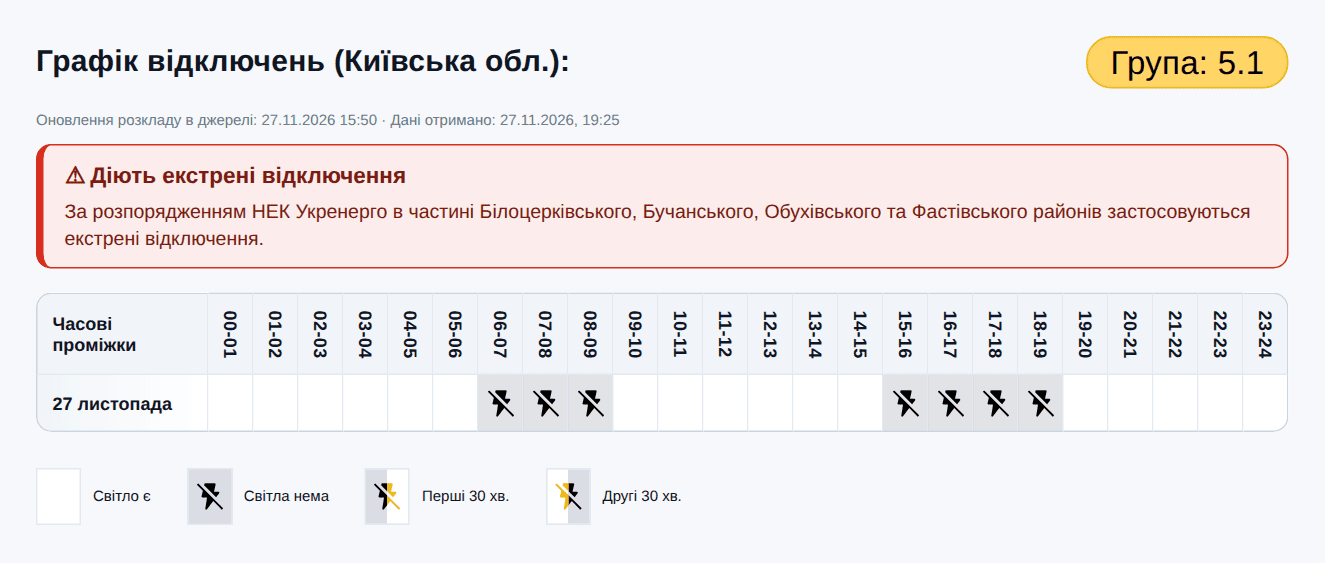 Графік відключень (Київська обл.):
Група: 5.1
Оновлення розкладу в джерелі: 27.11.2026 15:50 · Дані отримано: 27.11.2026, 19:25
⚠ Діють екстрені відключення
За розпорядженням НЕК Укренерго в частині Білоцерківського, Бучанського, Обухівського та Фастівського районів застосовуються
екстрені відключення.
Часові
проміжки
00-01
01-02
02-03
03-04
04-05
05-06
06-07
07-08
08-09
09-10
10-11
11-12
12-13
13-14
14-15
15-16
16-17
17-18
18-19
19-20
20-21
21-22
22-23
23-24
27 листопада
Світло є
Світла нема
Перші 30 хв.
Другі 30 хв.